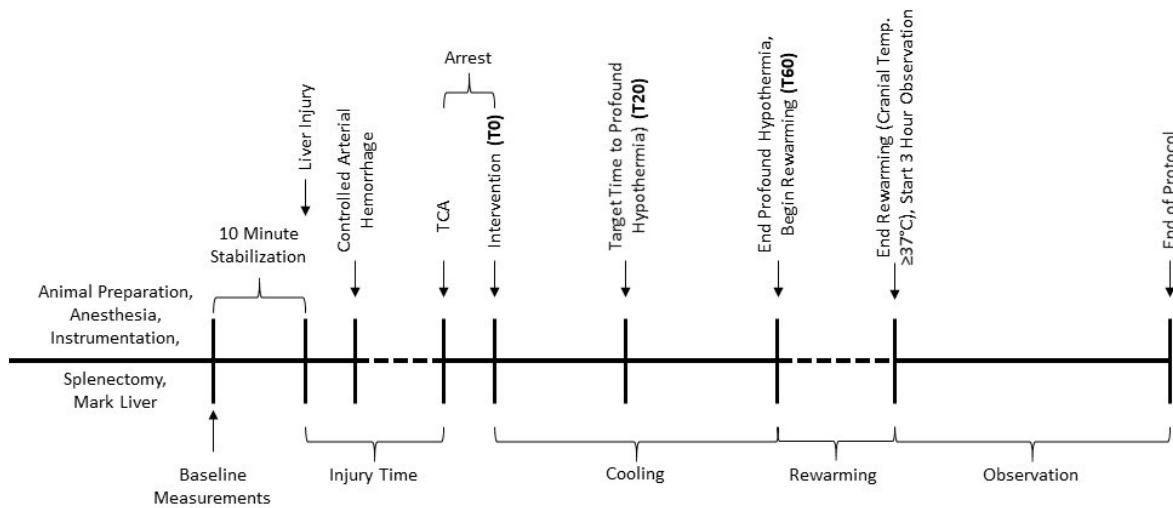 Arrest
Liver Injury
Controlled Arterial
Hemorrhage
TCA
Intervention (T0)
Target Time to Profound
Hypothermia) (T20)
End Profound Hypothermia,
Begin Rewarming (T60)
End Rewarming (Cranial Temp.
≥37°C), Start 3 Hour Observation
End of Protocol
10 Minute
Stabilization
Animal Preparation,
Anesthesia,
Instrumentation,
Splenectomy,
Mark Liver
Baseline
Measurements
Injury Time
Cooling
Rewarming
Observation